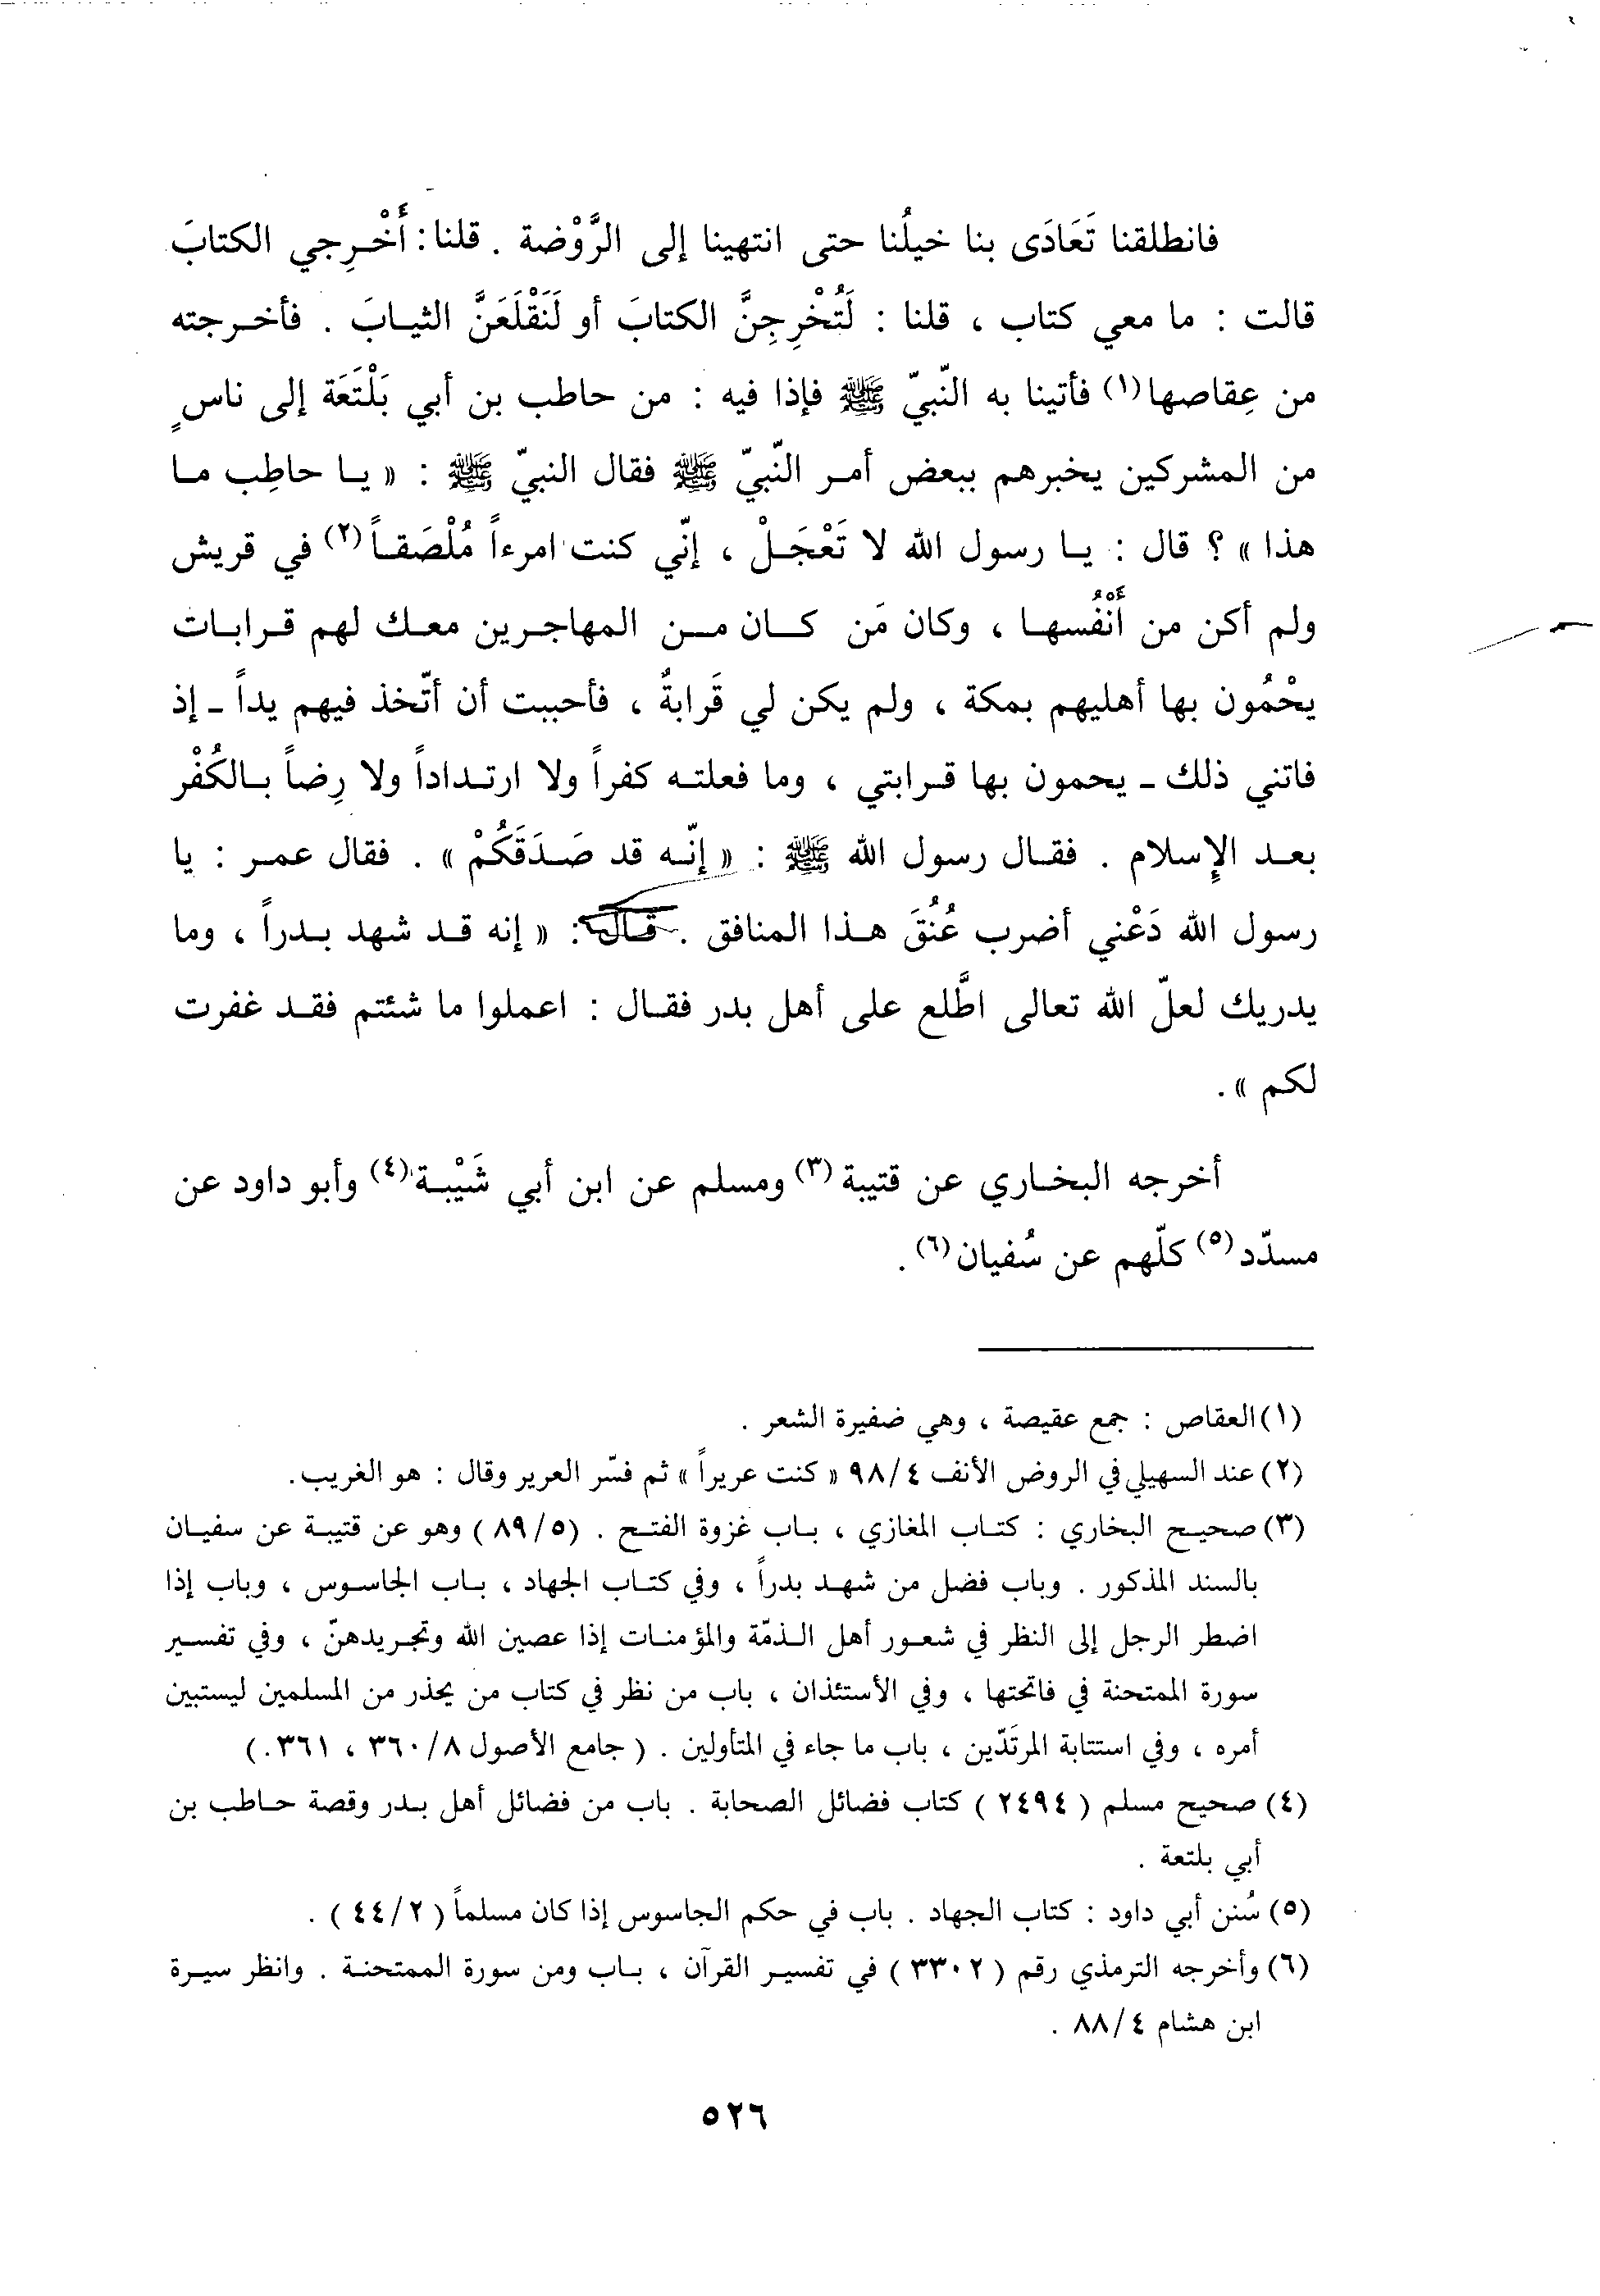 فانطلقنا تَعَادَى بنا خيلُنا حتى انتهينا إلى الرَّوْضة . قلنا : أَخْرِجي الكتابَ
قالت : ما معي كتاب ، قلنا : لَتُخْرِجِنَّ الكتابَ أو لَنَقْلَعَنَّ الثيابَ . فأخرجته
من عِقاصها(١) فأتينا به النّبيّ ﷺ فإذا فيه : من حاطب بن أبي بَلْتَعَة إلى ناسٍ
من المشركين يخبرهم ببعض أمر النّبيّ ﷺ فقال النبيّ ﷺ : « يا حاطِب ما
هذا » ؟ قال : يا رسول الله لا تَعْجَلْ ، إنّي كنت امرءاً مُلْصَقاً(٢) في قريش
ولم أكن من أَنْفُسها ، وكان مَن كان من المهاجرين معك لهم قرابات
يحْمُون بها أهليهم بمكة ، ولم يكن لي قَرابةٌ ، فأحببت أن أتّخذ فيهم يداً ـ إذ
فاتني ذلك ـ يحمون بها قرابتي ، وما فعلته كفراً ولا ارتداداً ولا رِضاً بالكُفْر
بعد الإِسلام . فقال رسول الله ﷺ : « إنّه قد صَدَقَكُمْ » . فقال عمر : يا
رسول الله دَعْني أضرب عُنُقَ هذا المنافق . قال : « إنه قد شهد بدراً ، وما
يدريك لعلّ الله تعالى اطَّلع على أهل بدر فقال : اعملوا ما شئتم فقد غفرت
لكم » .
أخرجه البخاري عن قتيبة(٣) ومسلم عن ابن أبي شَيْبة(٤) وأبو داود عن
مسدّد(٥) كلّهم عن سُفيان(٦) .
(١) العقاص : جمع عقيصة ، وهي ضفيرة الشعر .
(٢) عند السهيلي في الروض الأنف ٩٨/٤ « كنت عريراً » ثم فسّر العرير وقال : هو الغريب .
(٣) صحيح البخاري : كتاب المغازي ، باب غزوة الفتح . (٨٩/٥) وهو عن قتيبة عن سفيان
بالسند المذكور . وباب فضل من شهد بدراً ، وفي كتاب الجهاد ، باب الجاسوس ، وباب إذا
اضطر الرجل إلى النظر في شعور أهل الذمّة والمؤمنات إذا عصين الله وتجريدهنّ ، وفي تفسير
سورة الممتحنة في فاتحتها ، وفي الأستئذان ، باب من نظر في كتاب من يحذر من المسلمين ليستبين
أمره ، وفي استتابة المرتَدّين ، باب ما جاء في المتأولين . ( جامع الأصول ٣٦٠/٨ ، ٣٦١ .)
(٤) صحيح مسلم ( ٢٤٩٤ ) كتاب فضائل الصحابة . باب من فضائل أهل بدر وقصة حاطب بن
أبي بلتعة .
(٥) سُنن أبي داود : كتاب الجهاد . باب في حكم الجاسوس إذا كان مسلماً ( ٤٤/٢ ) .
(٦) وأخرجه الترمذي رقم ( ٣٣٠٢ ) في تفسير القرآن ، باب ومن سورة الممتحنة . وانظر سيرة
ابن هشام ٨٨/٤ .
٥٢٦